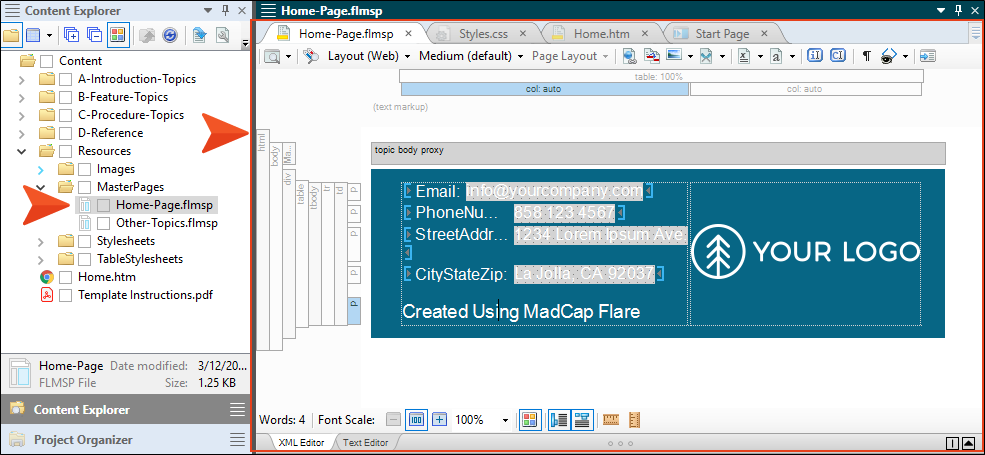 Content Explorer
Home-Page.flmsp
Home-Page.flmsp
Styles.css
Home.htm
Start Page
Layout (Web)
Medium (default)
Page Layout
Content
A-Introduction-Topics
B-Feature-Topics
C-Procedure-Topics
D-Reference
Resources
Images
MasterPages
Home-Page.flmsp
Other-Topics.flmsp
Stylesheets
TableStylesheets
Home.htm
Template Instructions.pdf
Home-Page Date modified: 3/12/20...
FLMSP File Size: 1.25 KB
Content Explorer
Project Organizer
table: 100%
col: auto
col: auto
(text markup)
html
body
Ma...
div
table
tbody
tr
td
p
p
p
p
p
topic body proxy
Email: Info@yourcompany.com
PhoneNu... 858 123 4567
StreetAddr... 1234 Lorem Ipsum Ave
CityStateZip: La Jolla, CA 92037
Created Using MadCap Flare
YOUR LOGO
Words: 4
Font Scale:
100
100%
XML Editor
Text Editor